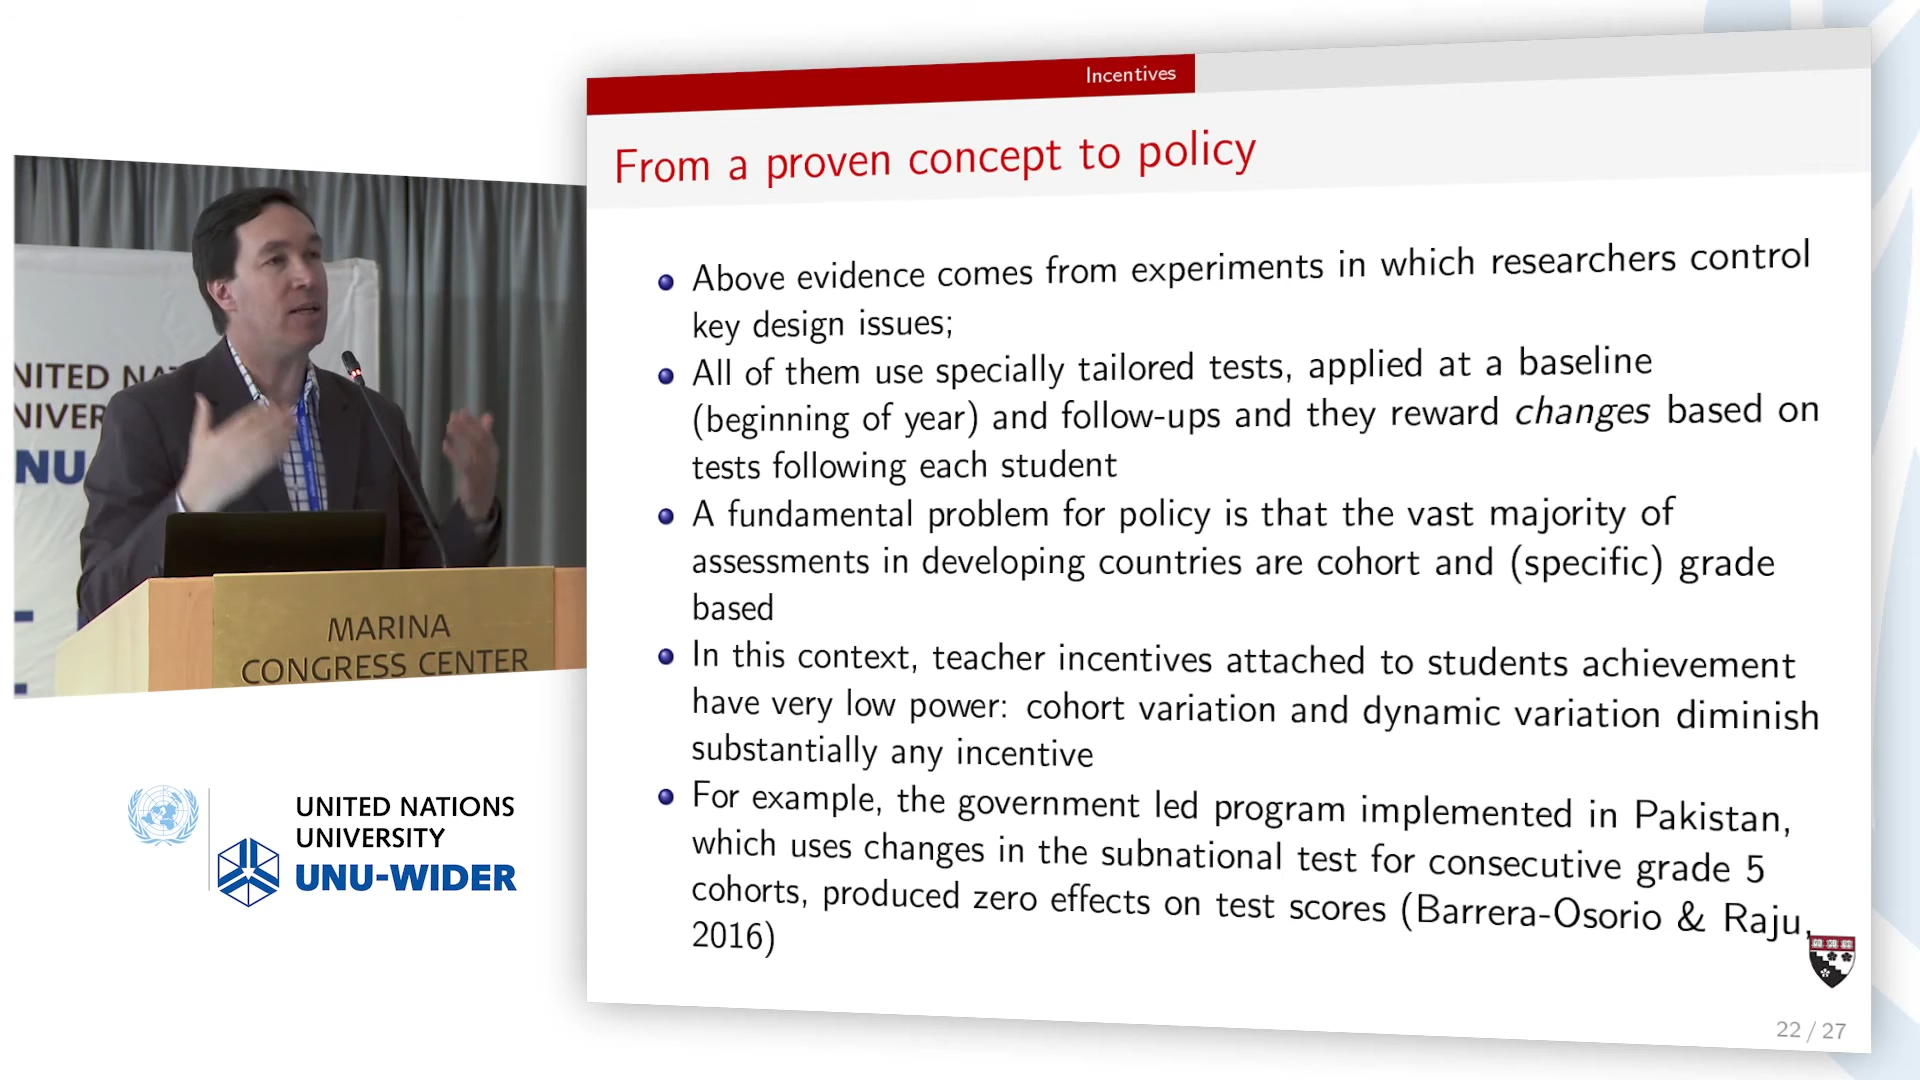 Incentives
From a proven concept to policy
Above evidence comes from experiments in which researchers control
key design issues;
All of them use specially tailored tests, applied at a baseline
(beginning of year) and follow-ups and they reward changes based on
tests following each student
A fundamental problem for policy is that the vast majority of
assessments in developing countries are cohort and (specific) grade
based
In this context, teacher incentives attached to students achievement
have very low power: cohort variation and dynamic variation diminish
substantially any incentive
For example, the government led program implemented in Pakistan,
which uses changes in the subnational test for consecutive grade 5
cohorts, produced zero effects on test scores (Barrera-Osorio & Raju,
2016)
22 / 27
NITED NAT
NIVER
NU
MARINA
CONGRESS CENTER
UNITED NATIONS
UNIVERSITY
UNU-WIDER